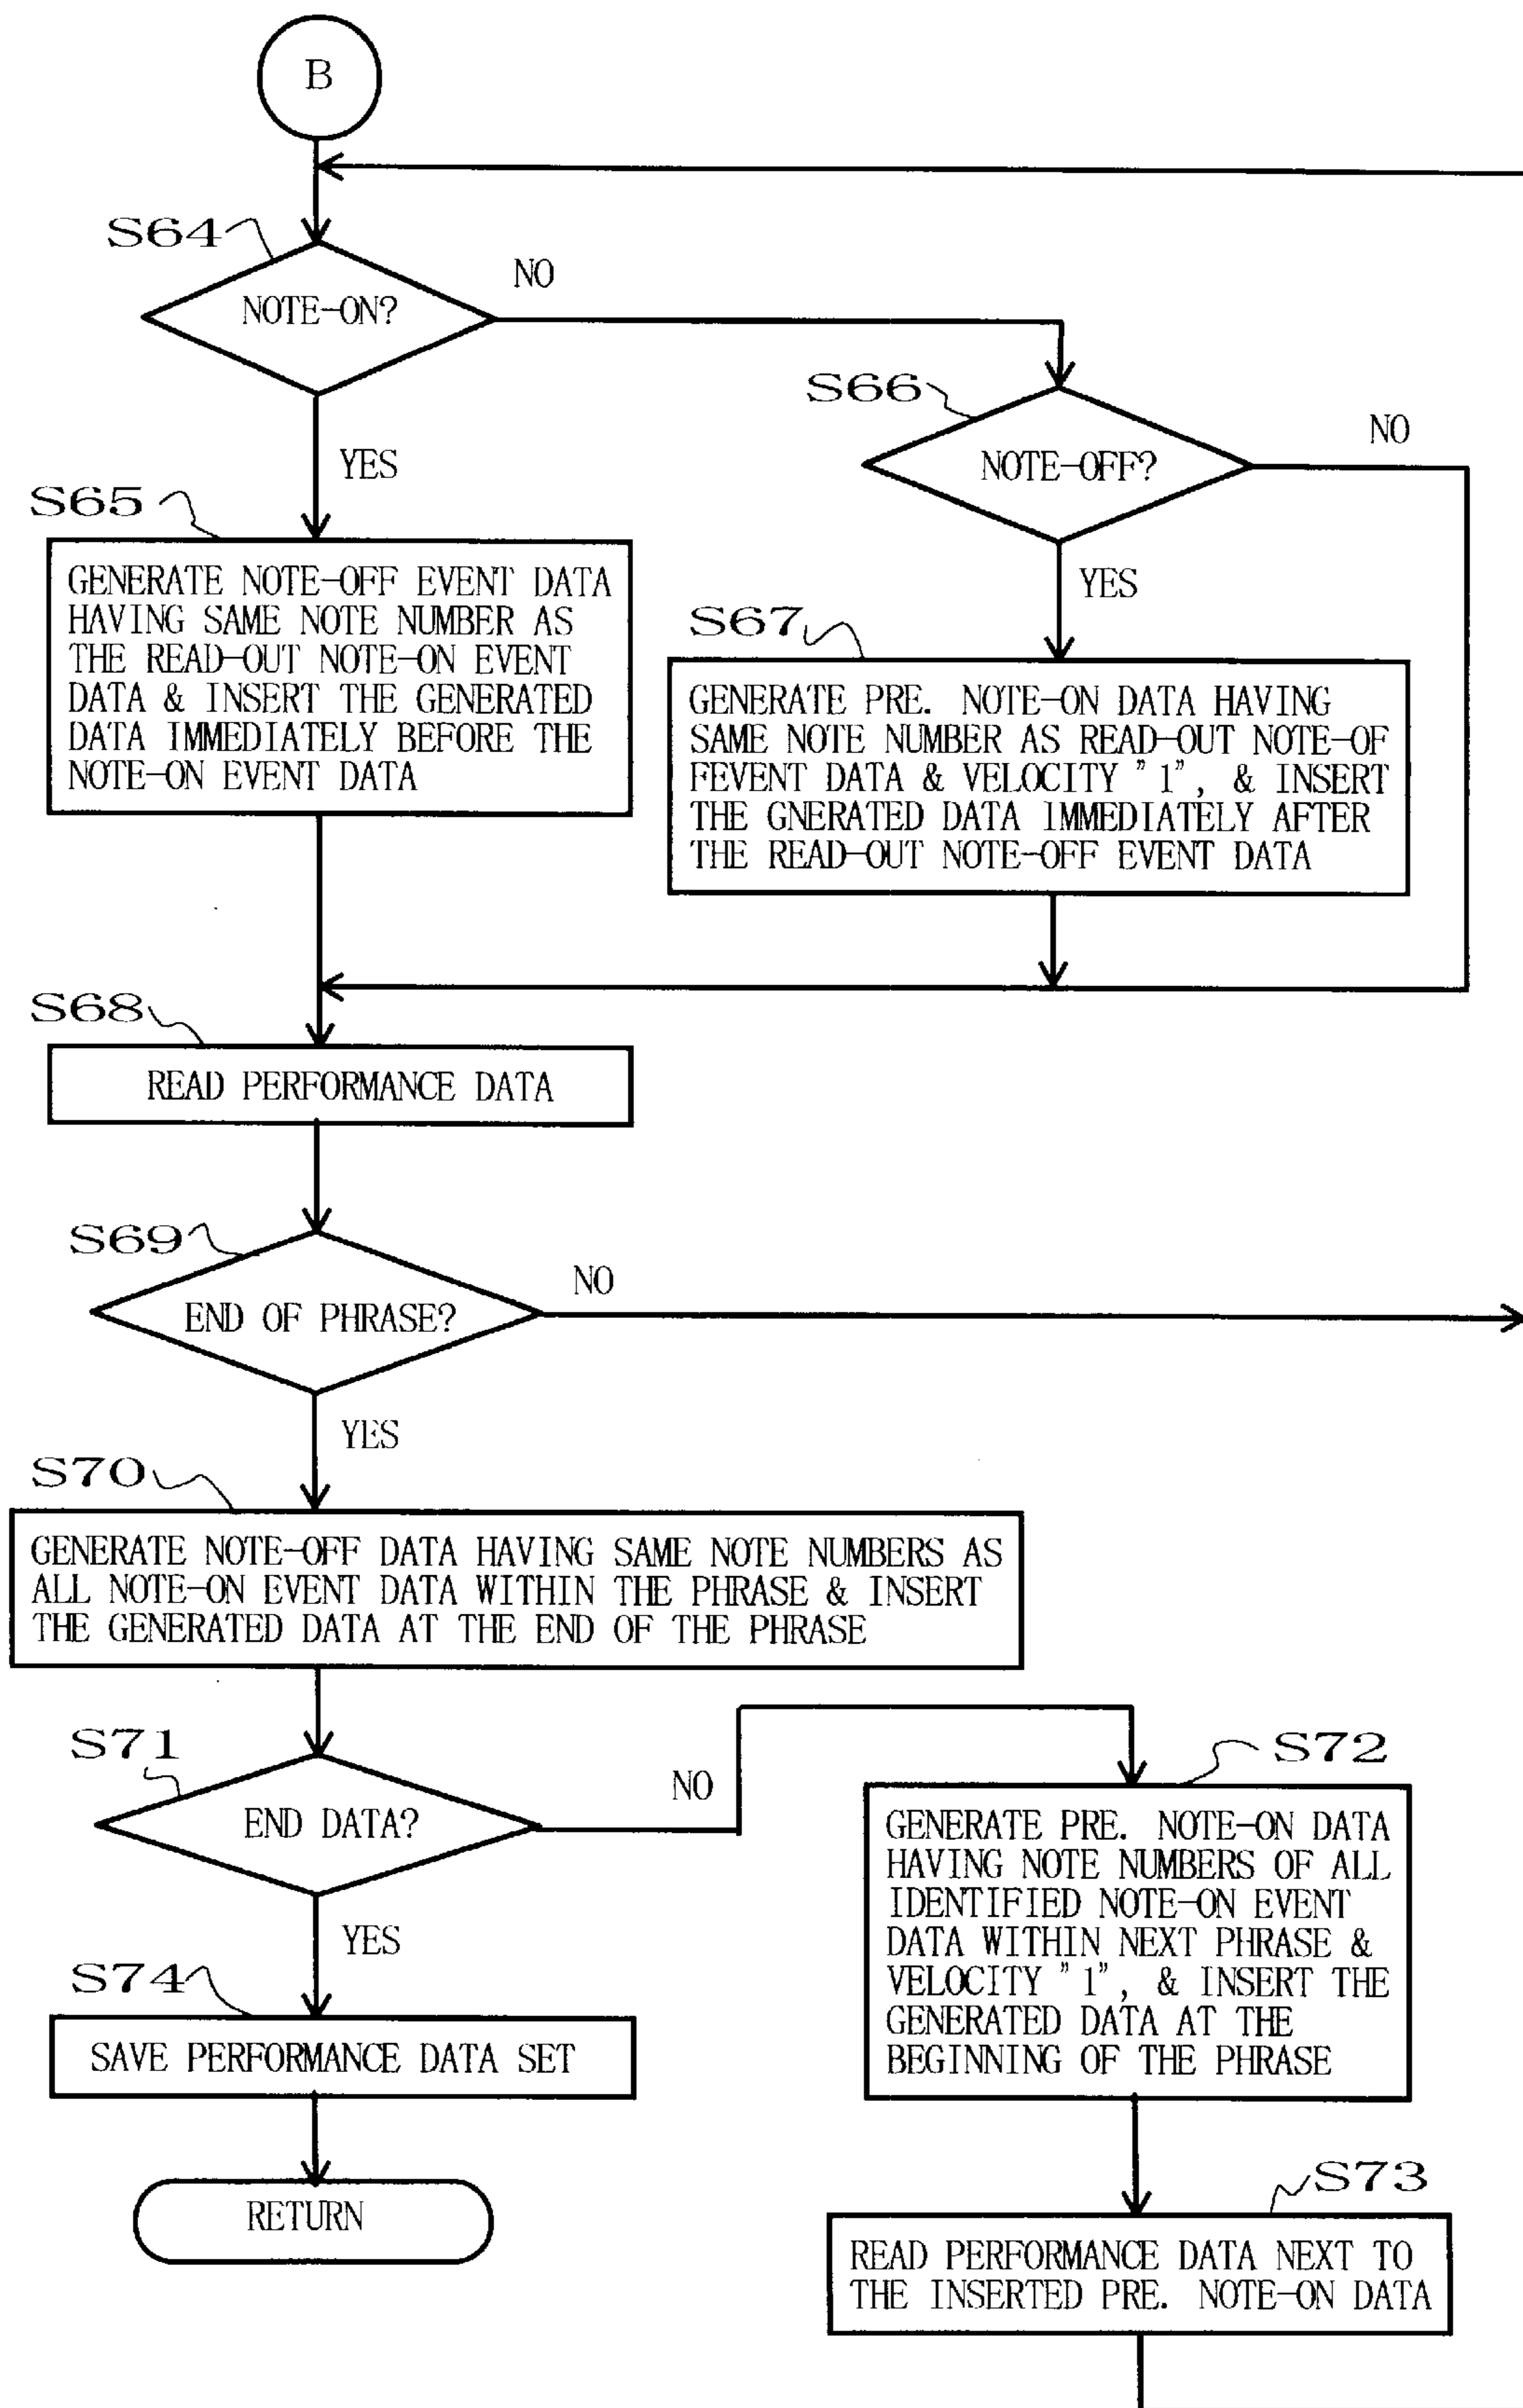 B
S64
NOTE-ON?
NO
YES
S66
NOTE-OFF?
NO
YES
S65
GENERATE NOTE-OFF EVENT DATA
HAVING SAME NOTE NUMBER AS
THE READ-OUT NOTE-ON EVENT
DATA & INSERT THE GENERATED
DATA IMMEDIATELY BEFORE THE
NOTE-ON EVENT DATA
S67
GENERATE PRE. NOTE-ON DATA HAVING
SAME NOTE NUMBER AS READ-OUT NOTE-OF
FEVENT DATA & VELOCITY "1", & INSERT
THE GNERATED DATA IMMEDIATELY AFTER
THE READ-OUT NOTE-OFF EVENT DATA
S68
READ PERFORMANCE DATA
S69
END OF PHRASE?
NO
YES
S70
GENERATE NOTE-OFF DATA HAVING SAME NOTE NUMBERS AS
ALL NOTE-ON EVENT DATA WITHIN THE PHRASE & INSERT
THE GENERATED DATA AT THE END OF THE PHRASE
S71
END DATA?
NO
YES
S72
GENERATE PRE. NOTE-ON DATA
HAVING NOTE NUMBERS OF ALL
IDENTIFIED NOTE-ON EVENT
DATA WITHIN NEXT PHRASE &
VELOCITY "1", & INSERT THE
GENERATED DATA AT THE
BEGINNING OF THE PHRASE
S74
SAVE PERFORMANCE DATA SET
RETURN
S73
READ PERFORMANCE DATA NEXT TO
THE INSERTED PRE. NOTE-ON DATA